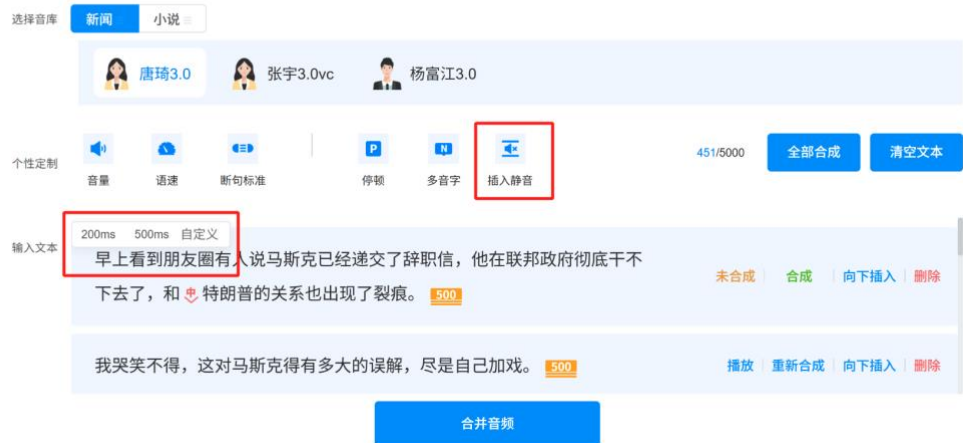 选择音库 新闻 小说
唐琦3.0 张宇3.0vc 杨富江3.0
个性定制 音量 语速 断句标准 P 停顿 N 多音字 插入静音 451/5000 全部合成 清空文本
200ms 500ms 自定义
输入文本
早上看到朋友圈有人说马斯克已经递交了辞职信，他在联邦政府彻底干不
下去了，和 特朗普的关系也出现了裂痕。 500
未合成 合成 向下插入 删除
我哭笑不得，这对马斯克得有多大的误解，尽是自己加戏。 500
播放 重新合成 向下插入 删除
合并音频